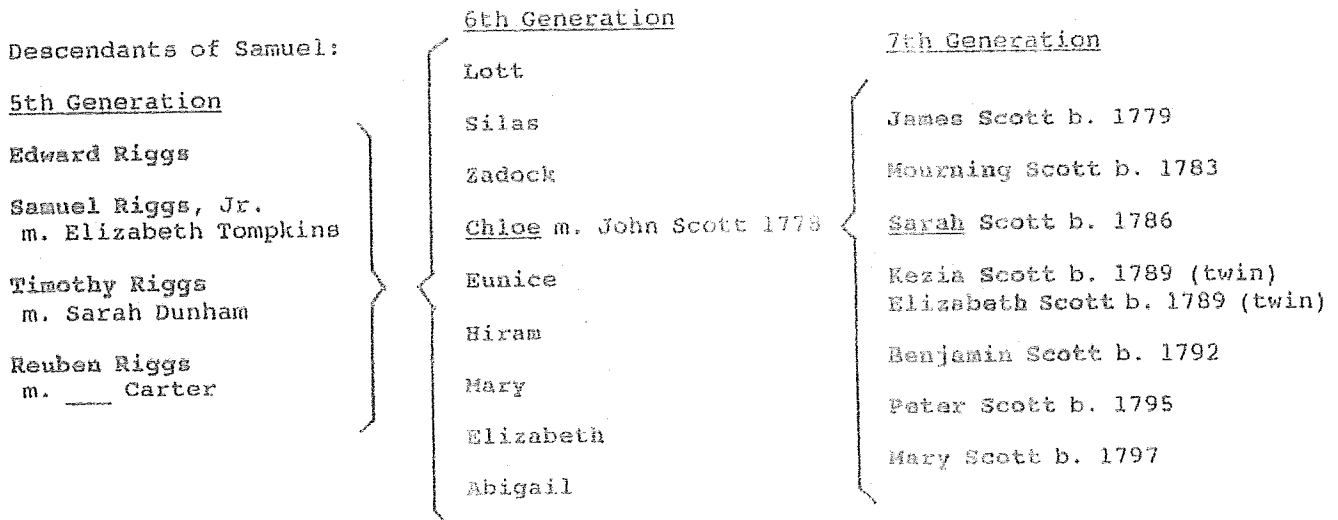 Descendants of Samuel:
5th Generation
Edward Riggs
Samuel Riggs, Jr.
m. Elizabeth Tompkins
Timothy Riggs
m. Sarah Dunham
Reuben Riggs
m. ___ Carter
6th Generation
Lott
Silas
Zadock
Chloe m. John Scott 1778
Eunice
Hiram
Mary
Elizabeth
Abigail
7th Generation
James Scott b. 1779
Mourning Scott b. 1783
Sarah Scott b. 1786
Kezia Scott b. 1789 (twin)
Elizabeth Scott b. 1789 (twin)
Benjamin Scott b. 1792
Peter Scott b. 1795
Mary Scott b. 1797